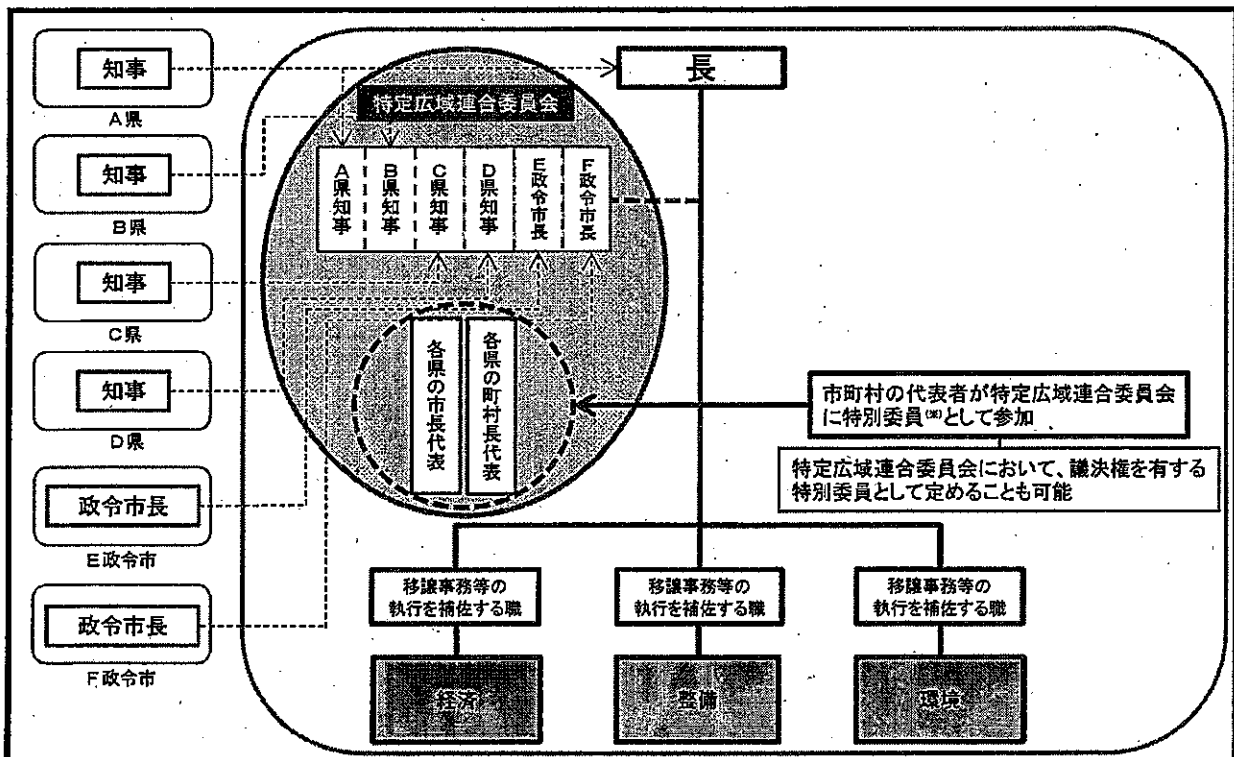 知事
A県
知事
B県
知事
C県
知事
D県
政令市長
E政令市
政令市長
F政令市
長
特定広域連合委員会
A県知事
B県知事
C県知事
D県知事
E政令市長
F政令市長
各県の市長代表
各県の町村長代表
市町村の代表者が特定広域連合委員会
に特別委員(※)として参加
特定広域連合委員会において、議決権を有する
特別委員として定めることも可能
移譲事務等の
執行を補佐する職
移譲事務等の
執行を補佐する職
移譲事務等の
執行を補佐する職
経済
整備
環境